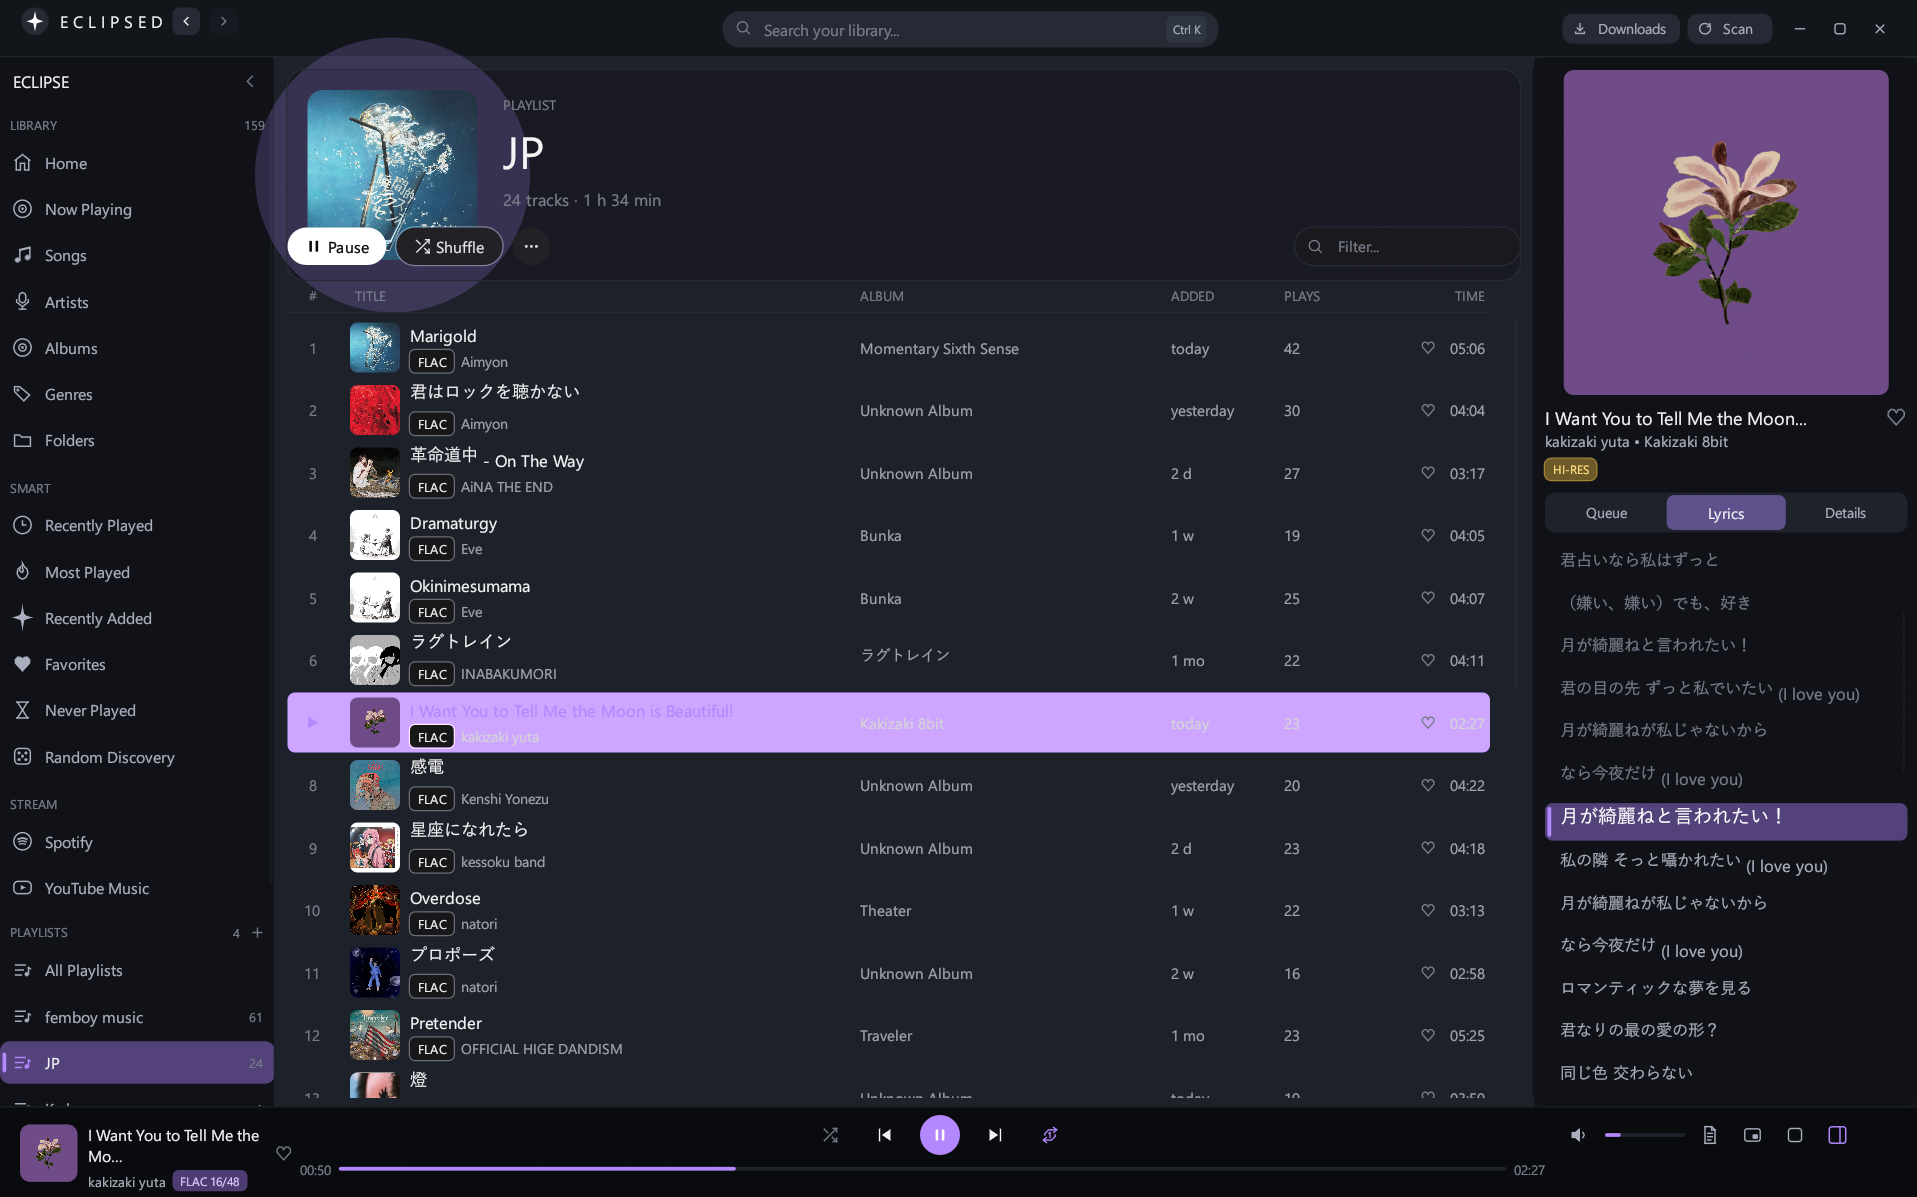 ECLIPSED
Search your library...
Ctrl K
Downloads
Scan
ECLIPSE
LIBRARY 159
Home
Now Playing
Songs
Artists
Albums
Genres
Folders
SMART
Recently Played
Most Played
Recently Added
Favorites
Never Played
Random Discovery
STREAM
Spotify
YouTube Music
PLAYLISTS 4 +
All Playlists
femboy music 61
JP 24
PLAYLIST
JP
24 tracks · 1 h 34 min
Pause
Shuffle
Filter...
# TITLE ALBUM ADDED PLAYS TIME
1 Marigold Momentary Sixth Sense today 42 05:06
FLAC Aimyon
2 君はロックを聴かない Unknown Album yesterday 30 04:04
FLAC Aimyon
3 革命道中 - On The Way Unknown Album 2 d 27 03:17
FLAC AiNA THE END
4 Dramaturgy Bunka 1 w 19 04:05
FLAC Eve
5 Okinimesumama Bunka 2 w 25 04:07
FLAC Eve
6 ラグトレイン ラグトレイン 1 mo 22 04:11
FLAC INABAKUMORI
I Want You to Tell Me the Moon is Beautiful! Kakizaki 8bit today 23 02:27
FLAC kakizaki yuta
8 感電 Unknown Album yesterday 20 04:22
FLAC Kenshi Yonezu
9 星座になれたら Unknown Album 2 d 23 04:18
FLAC kessoku band
10 Overdose Theater 1 w 22 03:13
FLAC natori
11 プロポーズ Unknown Album 2 w 16 02:58
FLAC natori
12 Pretender Traveler 1 mo 23 05:25
FLAC OFFICIAL HIGE DANDISM
燈
I Want You to Tell Me the Moon...
kakizaki yuta • Kakizaki 8bit
HI-RES
Queue Lyrics Details
君占いなら私はずっと
（嫌い、嫌い）でも、好き
月が綺麗ねと言われたい！
君の目の先 ずっと私でいたい (I love you)
月が綺麗ねが私じゃないから
なら今夜だけ (I love you)
月が綺麗ねと言われたい！
私の隣 そっと囁かれたい (I love you)
月が綺麗ねが私じゃないから
なら今夜だけ (I love you)
ロマンティックな夢を見る
君なりの最の愛の形？
同じ色 交わらない
I Want You to Tell Me the
Mo...
kakizaki yuta FLAC 16/48
00:50
02:27